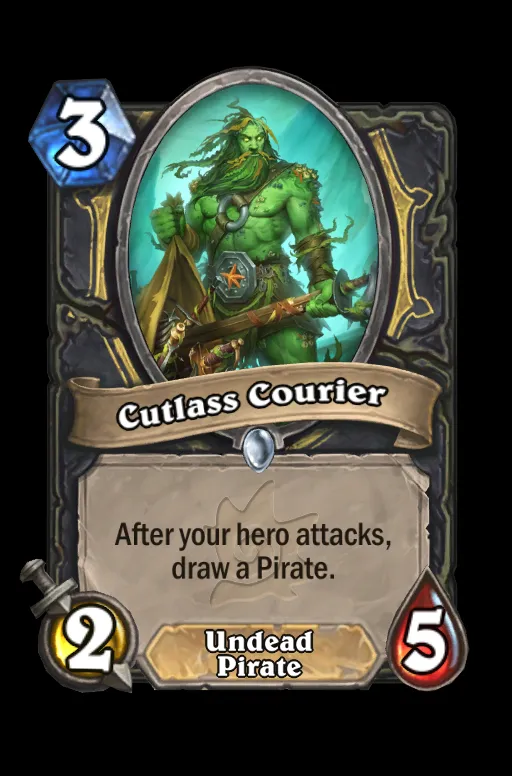 3
Cutlass Courier
After your hero attacks,
draw a Pirate.
2
Undead
Pirate
5